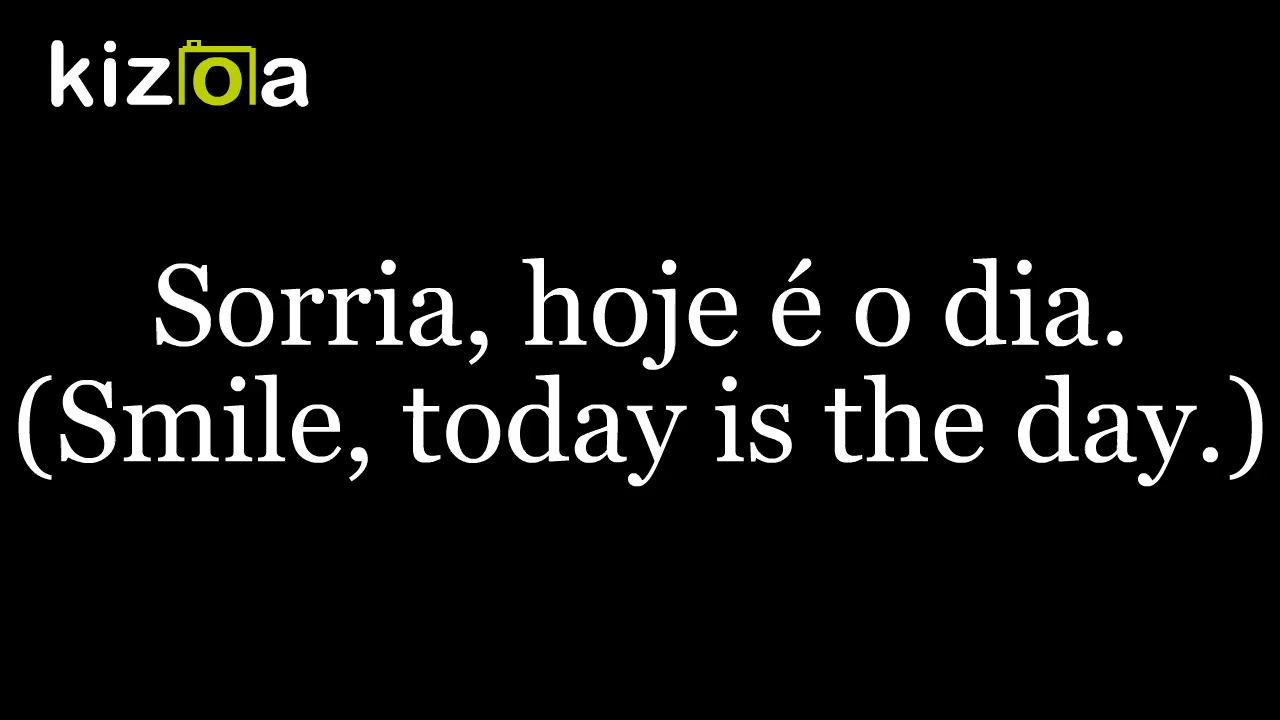 kizoa
Sorria, hoje é o dia.
(Smile, today is the day.)